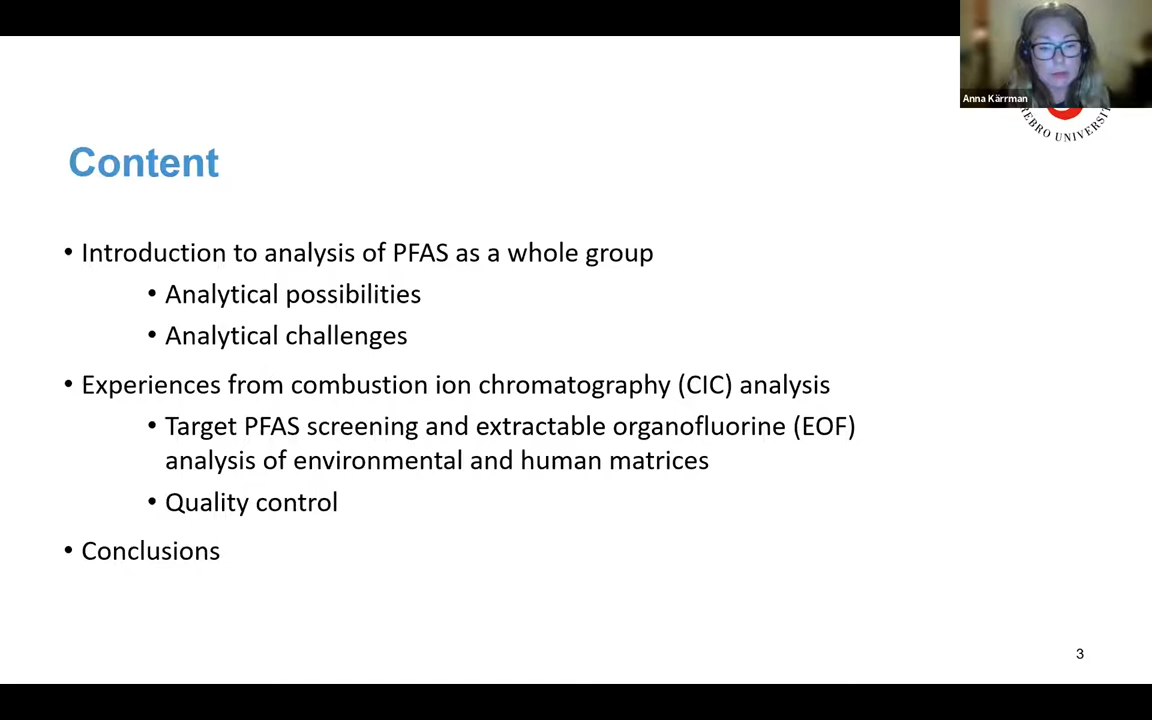 Anna Kärrman
REBRO UNIVERSIT
Content
• Introduction to analysis of PFAS as a whole group
• Analytical possibilities
• Analytical challenges
• Experiences from combustion ion chromatography (CIC) analysis
• Target PFAS screening and extractable organofluorine (EOF)
analysis of environmental and human matrices
• Quality control
• Conclusions
3